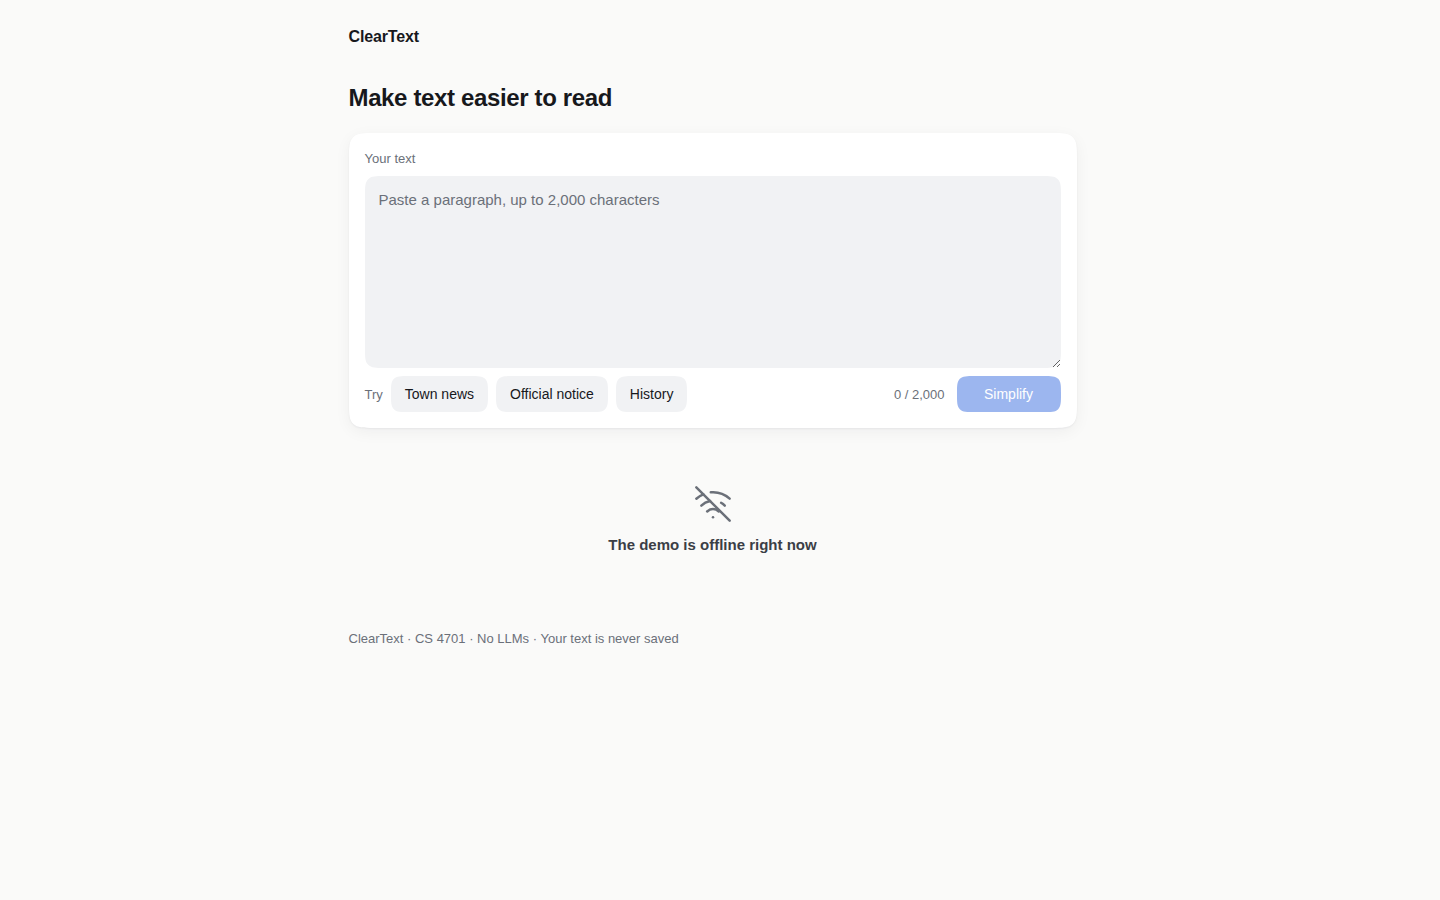 ClearText
Make text easier to read
Your text
Paste a paragraph, up to 2,000 characters
Try Town news Official notice History 0 / 2,000 Simplify
The demo is offline right now
ClearText · CS 4701 · No LLMs · Your text is never saved